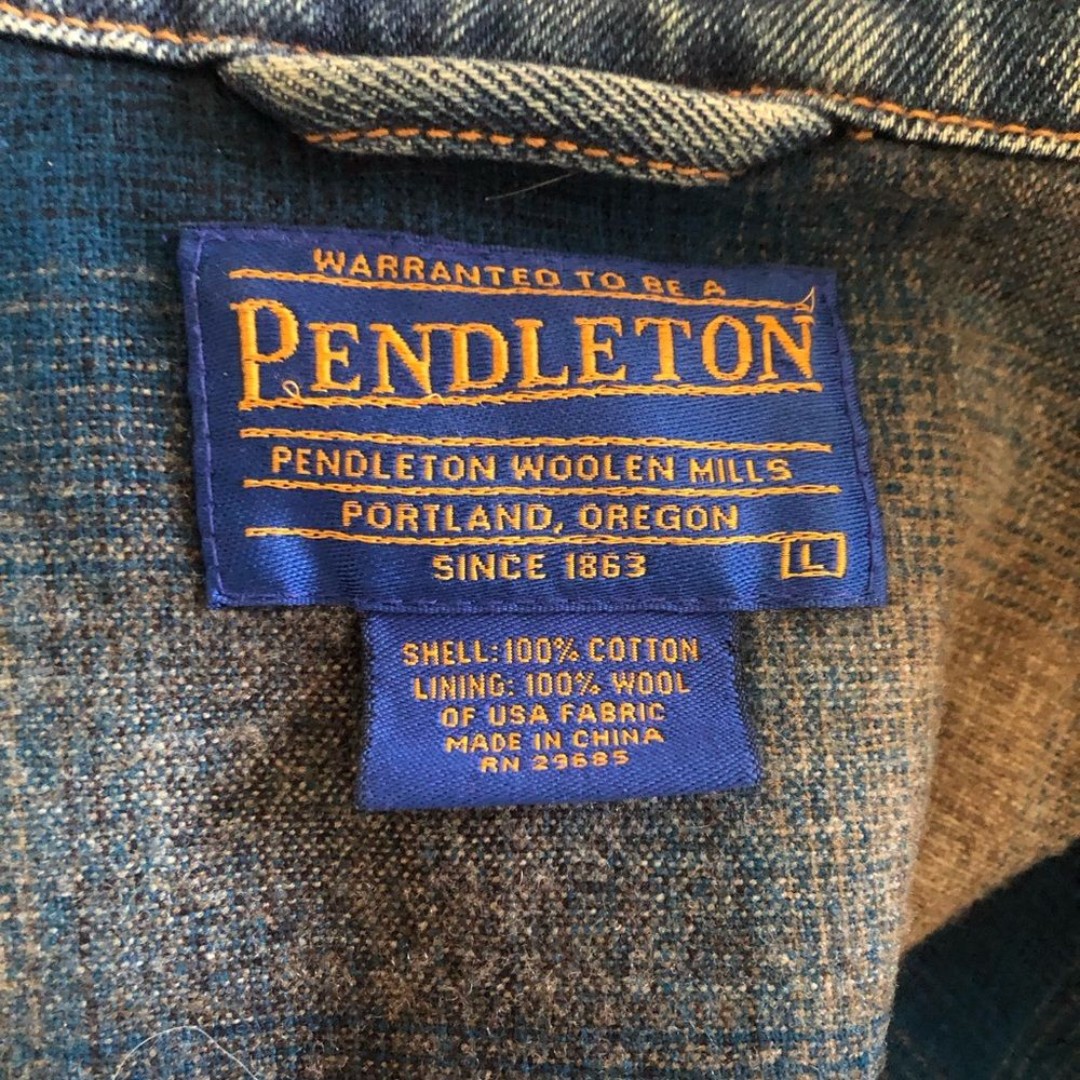 WARRANTED TO BE A
PENDLETON
PENDLETON WOOLEN MILLS
PORTLAND, OREGON
SINCE 1863
L
SHELL: 100% COTTON
LINING: 100% WOOL
OF USA FABRIC
MADE IN CHINA
RN 29685